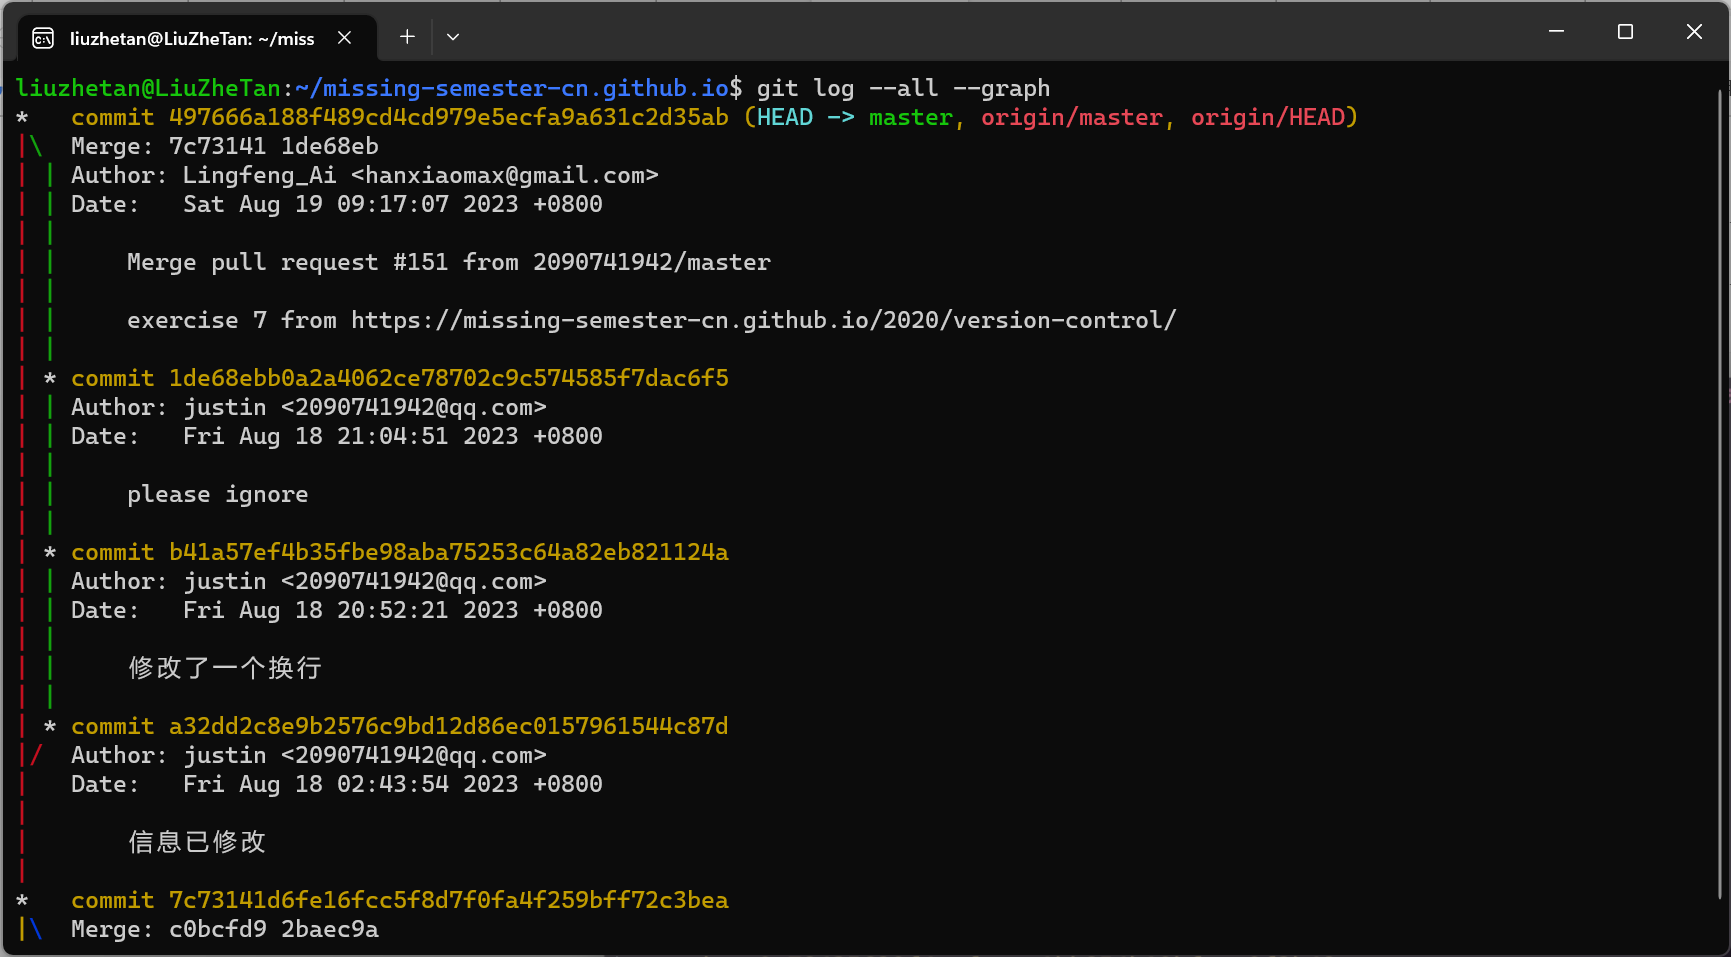 liuzhetan@LiuZheTan: ~/miss
liuzhetan@LiuZheTan:~/missing-semester-cn.github.io$ git log --all --graph
*   commit 497666a188f489cd4cd979e5ecfa9a631c2d35ab (HEAD -> master, origin/master, origin/HEAD)
|\  Merge: 7c73141 1de68eb
| | Author: Lingfeng_Ai <hanxiaomax@gmail.com>
| | Date:   Sat Aug 19 09:17:07 2023 +0800
| |
| |     Merge pull request #151 from 2090741942/master
| |
| |     exercise 7 from https://missing-semester-cn.github.io/2020/version-control/
| |
| * commit 1de68ebb0a2a4062ce78702c9c574585f7dac6f5
| | Author: justin <2090741942@qq.com>
| | Date:   Fri Aug 18 21:04:51 2023 +0800
| |
| |     please ignore
| |
| * commit b41a57ef4b35fbe98aba75253c64a82eb821124a
| | Author: justin <2090741942@qq.com>
| | Date:   Fri Aug 18 20:52:21 2023 +0800
| |
| |     修改了一个换行
| |
| * commit a32dd2c8e9b2576c9bd12d86ec0157961544c87d
|/  Author: justin <2090741942@qq.com>
|   Date:   Fri Aug 18 02:43:54 2023 +0800
|
|       信息已修改
|
*   commit 7c73141d6fe16fcc5f8d7f0fa4f259bff72c3bea
|\  Merge: c0bcfd9 2baec9a